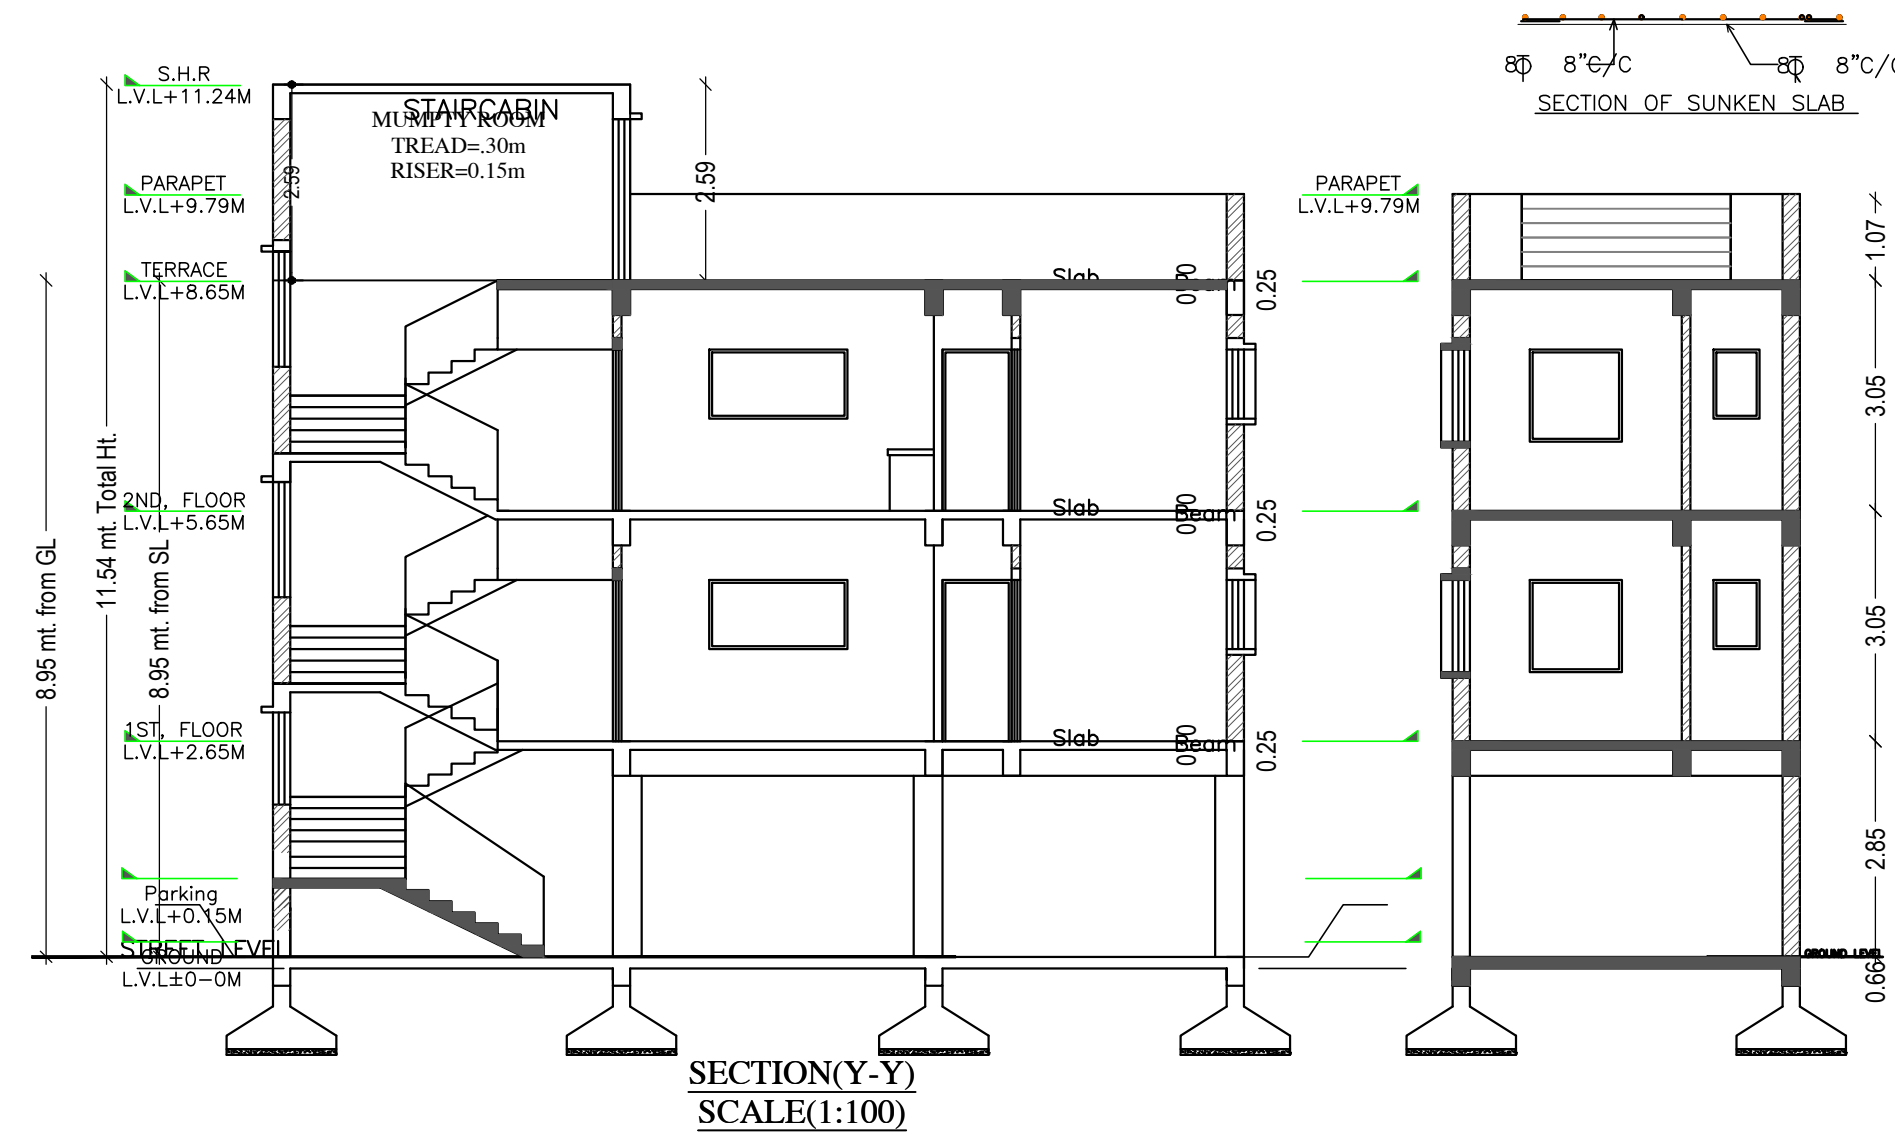 8⏀ 8"C/C
8⏀ 8"C/C
SECTION OF SUNKEN SLAB
S.H.R
L.V.L+11.24M
STAIRCABIN
MUMPTY ROOM
TREAD=.30m
RISER=0.15m
2.59
2.59
PARAPET
L.V.L+9.79M
PARAPET
L.V.L+9.79M
1.07
TERRACE
L.V.L+8.65M
Slab
0.25
3.05
11.54 mt. Total Ht.
2ND, FLOOR
L.V.L+5.65M
Slab
Beam
0.25
8.95 mt. from GL
8.95 mt. from SL
3.05
1ST, FLOOR
L.V.L+2.65M
Slab
Beam
0.25
2.85
Parking
L.V.L+0.15M
STREET LEVEL
GROUND
L.V.L±0-0M
GROUND LEVEL
0.66
SECTION(Y-Y)
SCALE(1:100)